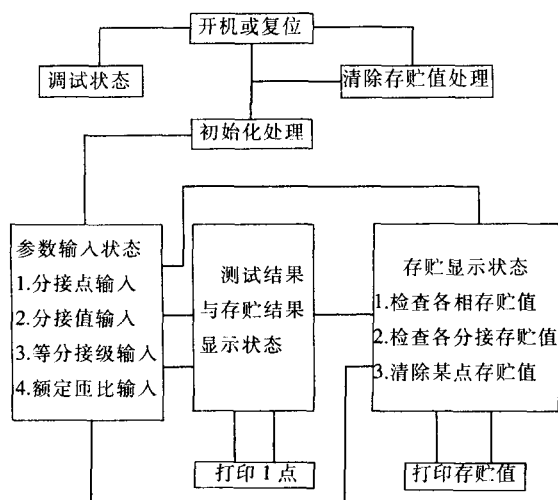 开机或复位
调试状态
清除存贮值处理
初始化处理
参数输入状态
1.分接点输入
2.分接值输入
3.等分接级输入
4.额定匝比输入
测试结果
与存贮结果
显示状态
存贮显示状态
1.检查各相存贮值
2.检查各分接存贮值
3.清除某点存贮值
打印1点
打印存贮值